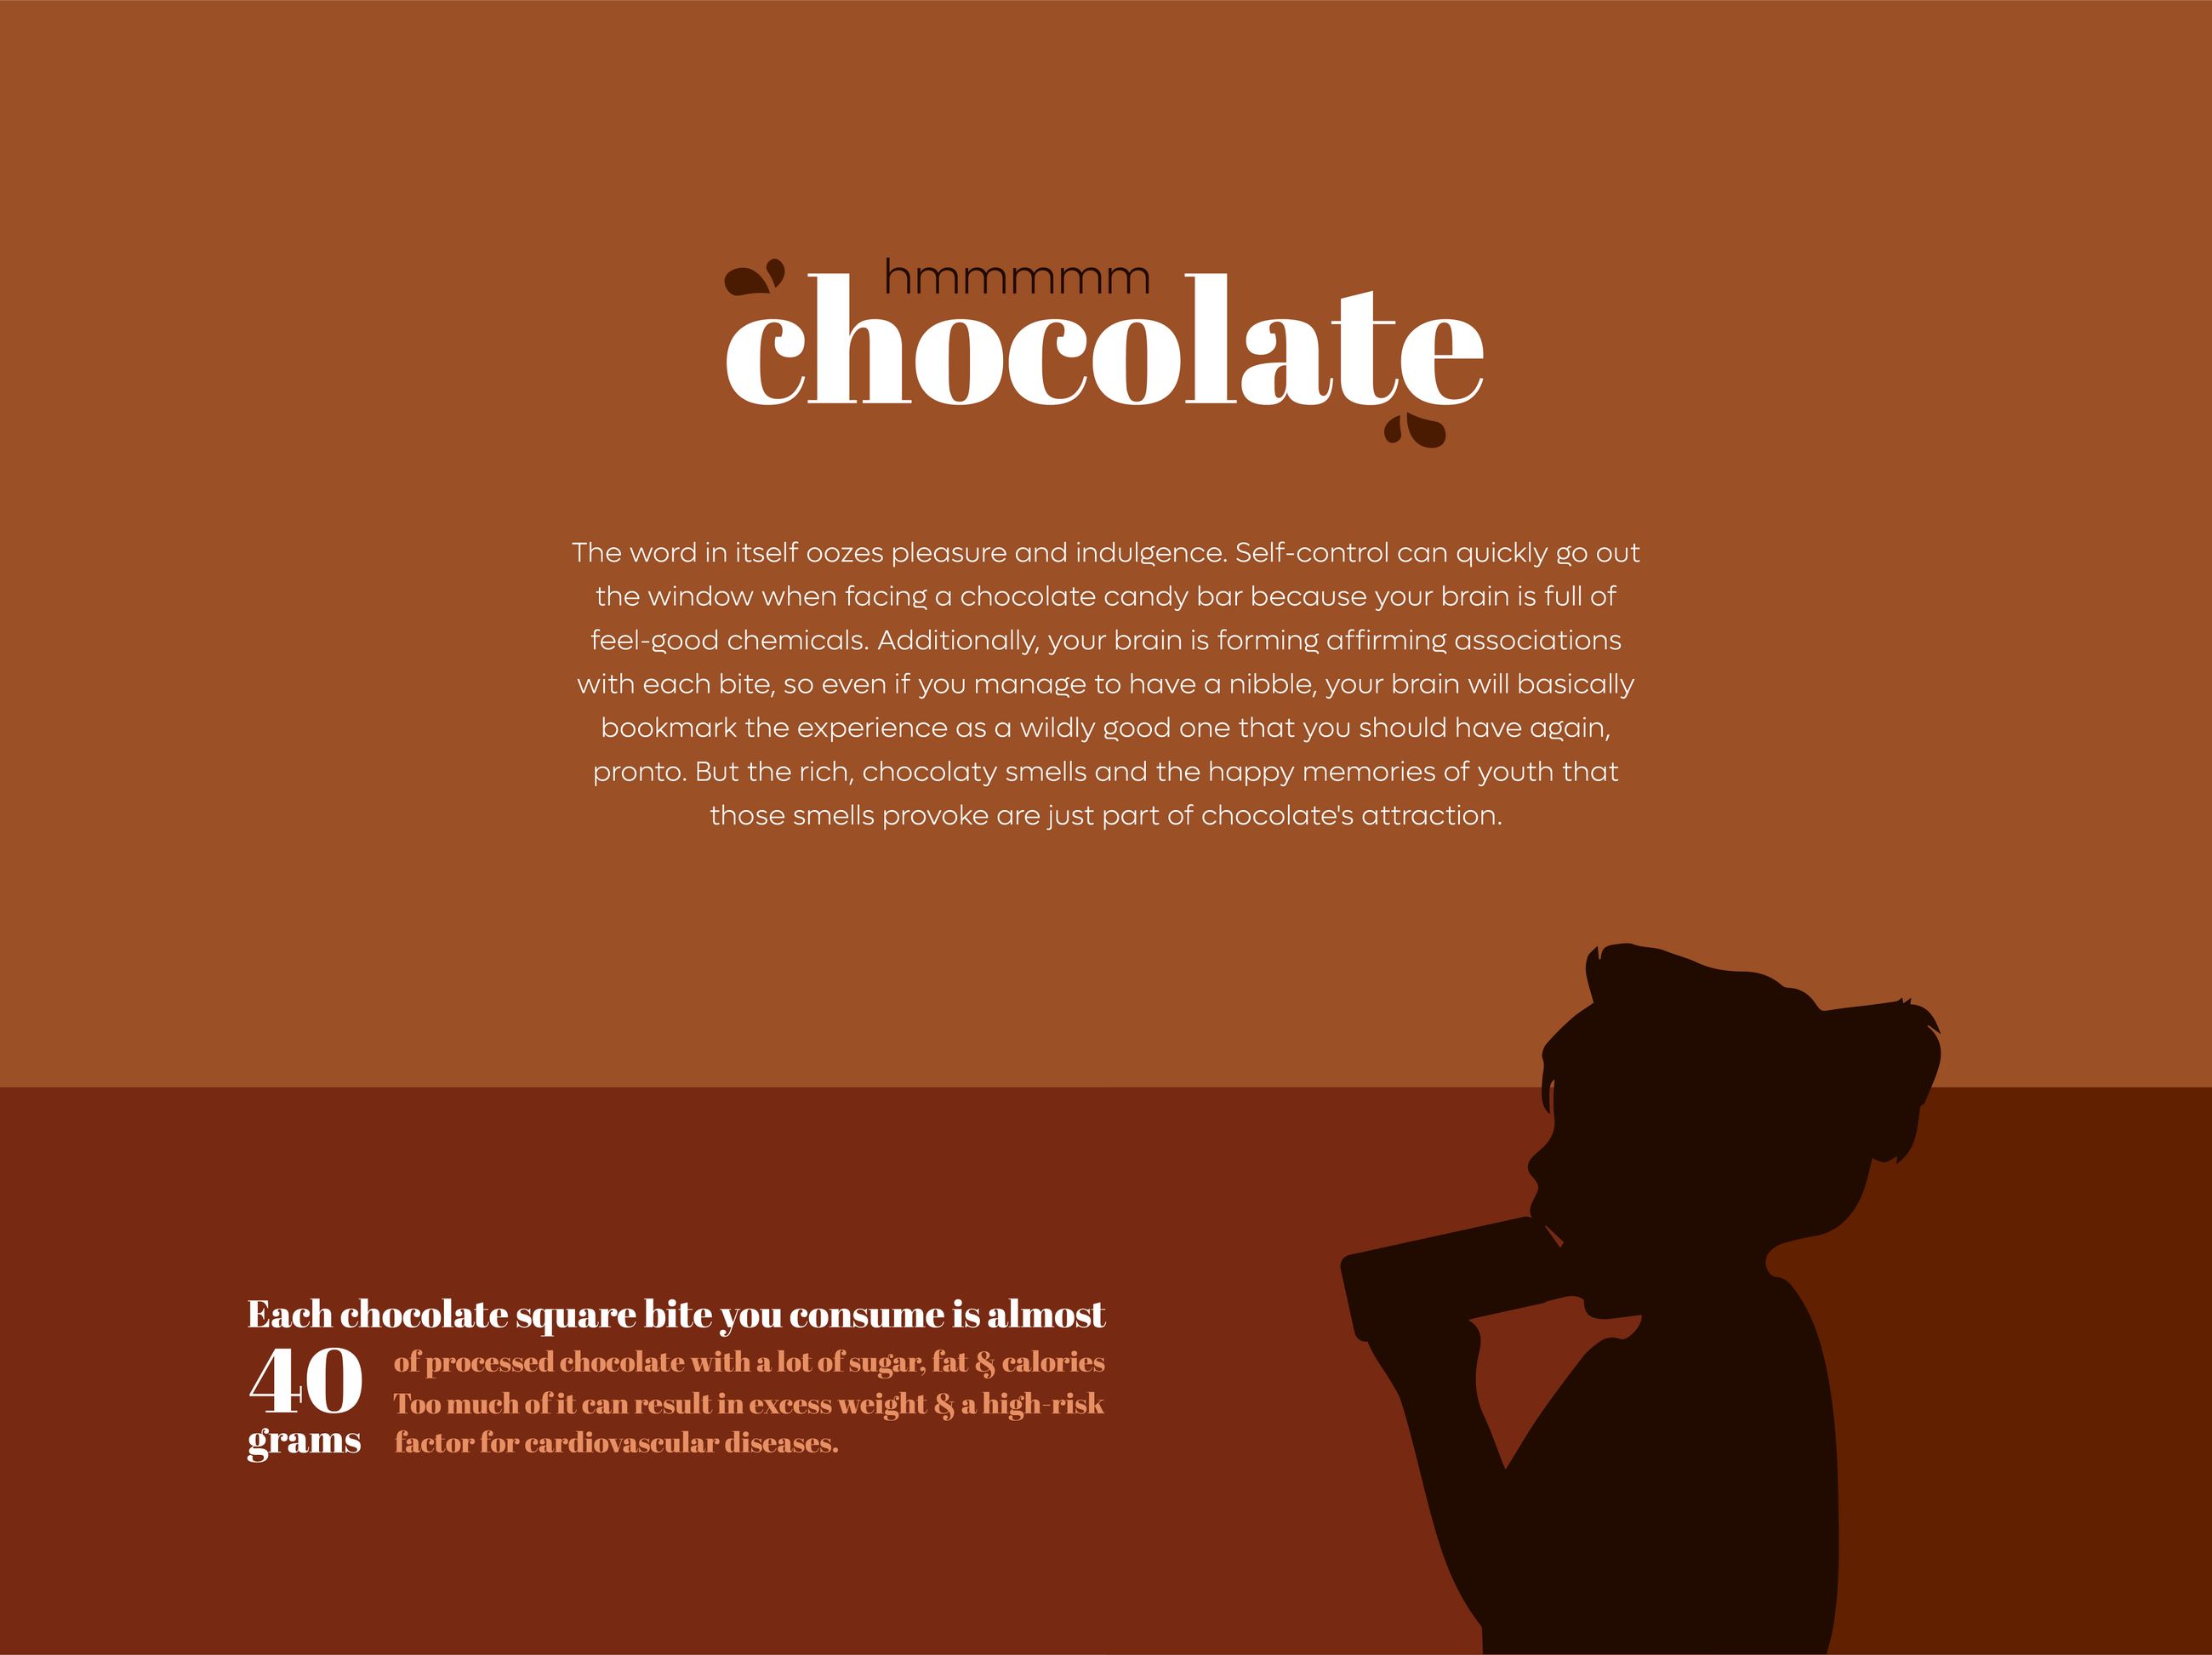 hmmmmmm
chocolate
The word in itself oozes pleasure and indulgence. Self-control can quickly go out
the window when facing a chocolate candy bar because your brain is full of
feel-good chemicals. Additionally, your brain is forming affirming associations
with each bite, so even if you manage to have a nibble, your brain will basically
bookmark the experience as a wildly good one that you should have again,
pronto. But the rich, chocolaty smells and the happy memories of youth that
those smells provoke are just part of chocolate's attraction.
Each chocolate square bite you consume is almost
40
grams
of processed chocolate with a lot of sugar, fat & calories
Too much of it can result in excess weight & a high-risk
factor for cardiovascular diseases.